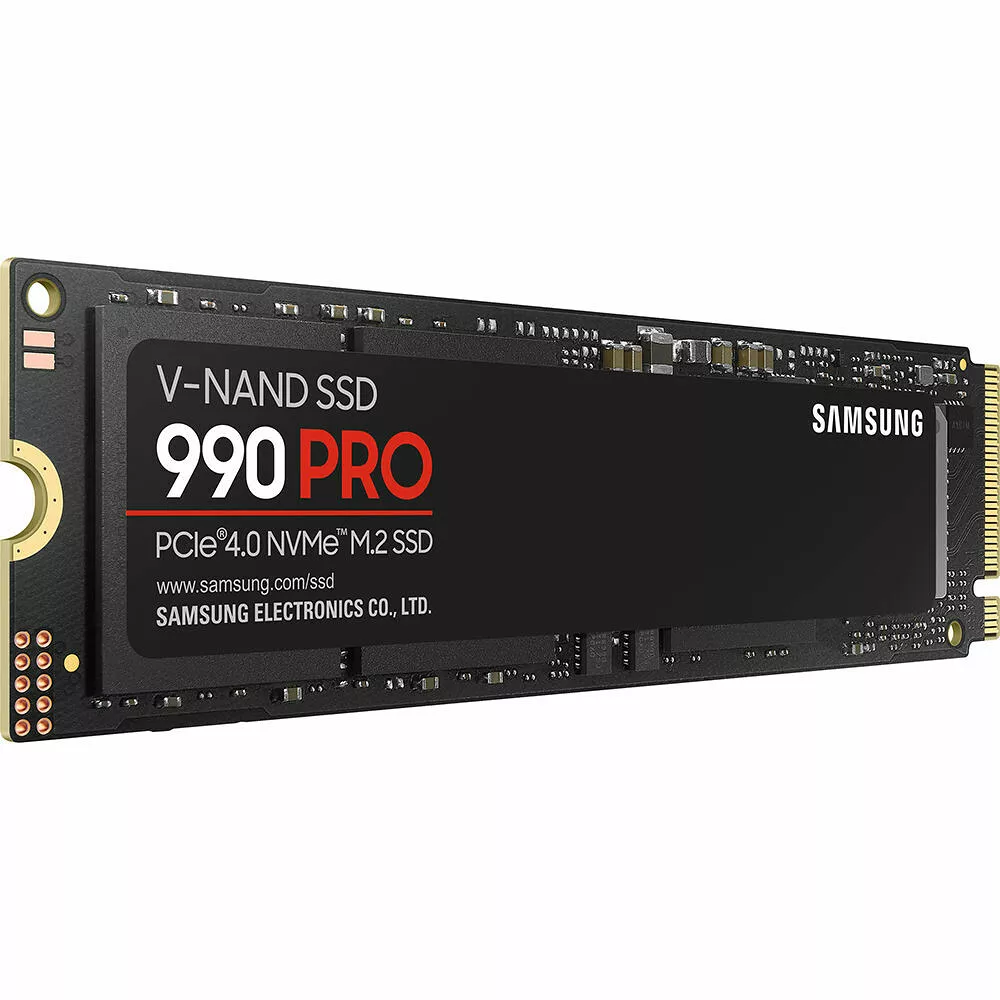 V-NAND SSD
990 PRO
PCIe®4.0 NVMe™ M.2 SSD
www.samsung.com/ssd
SAMSUNG ELECTRONICS CO., LTD.
SAMSUNG